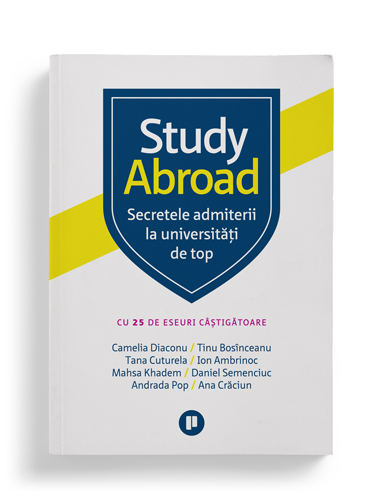 Study
Abroad
Secretele admiterii
la universități
de top
CU 25 DE ESEURI CÂȘTIGĂTOARE
Camelia Diaconu / Tinu Bosînceanu
Tana Cuturela / Ion Ambrinoc
Mahsa Khadem / Daniel Semenciuc
Andrada Pop / Ana Crăciun